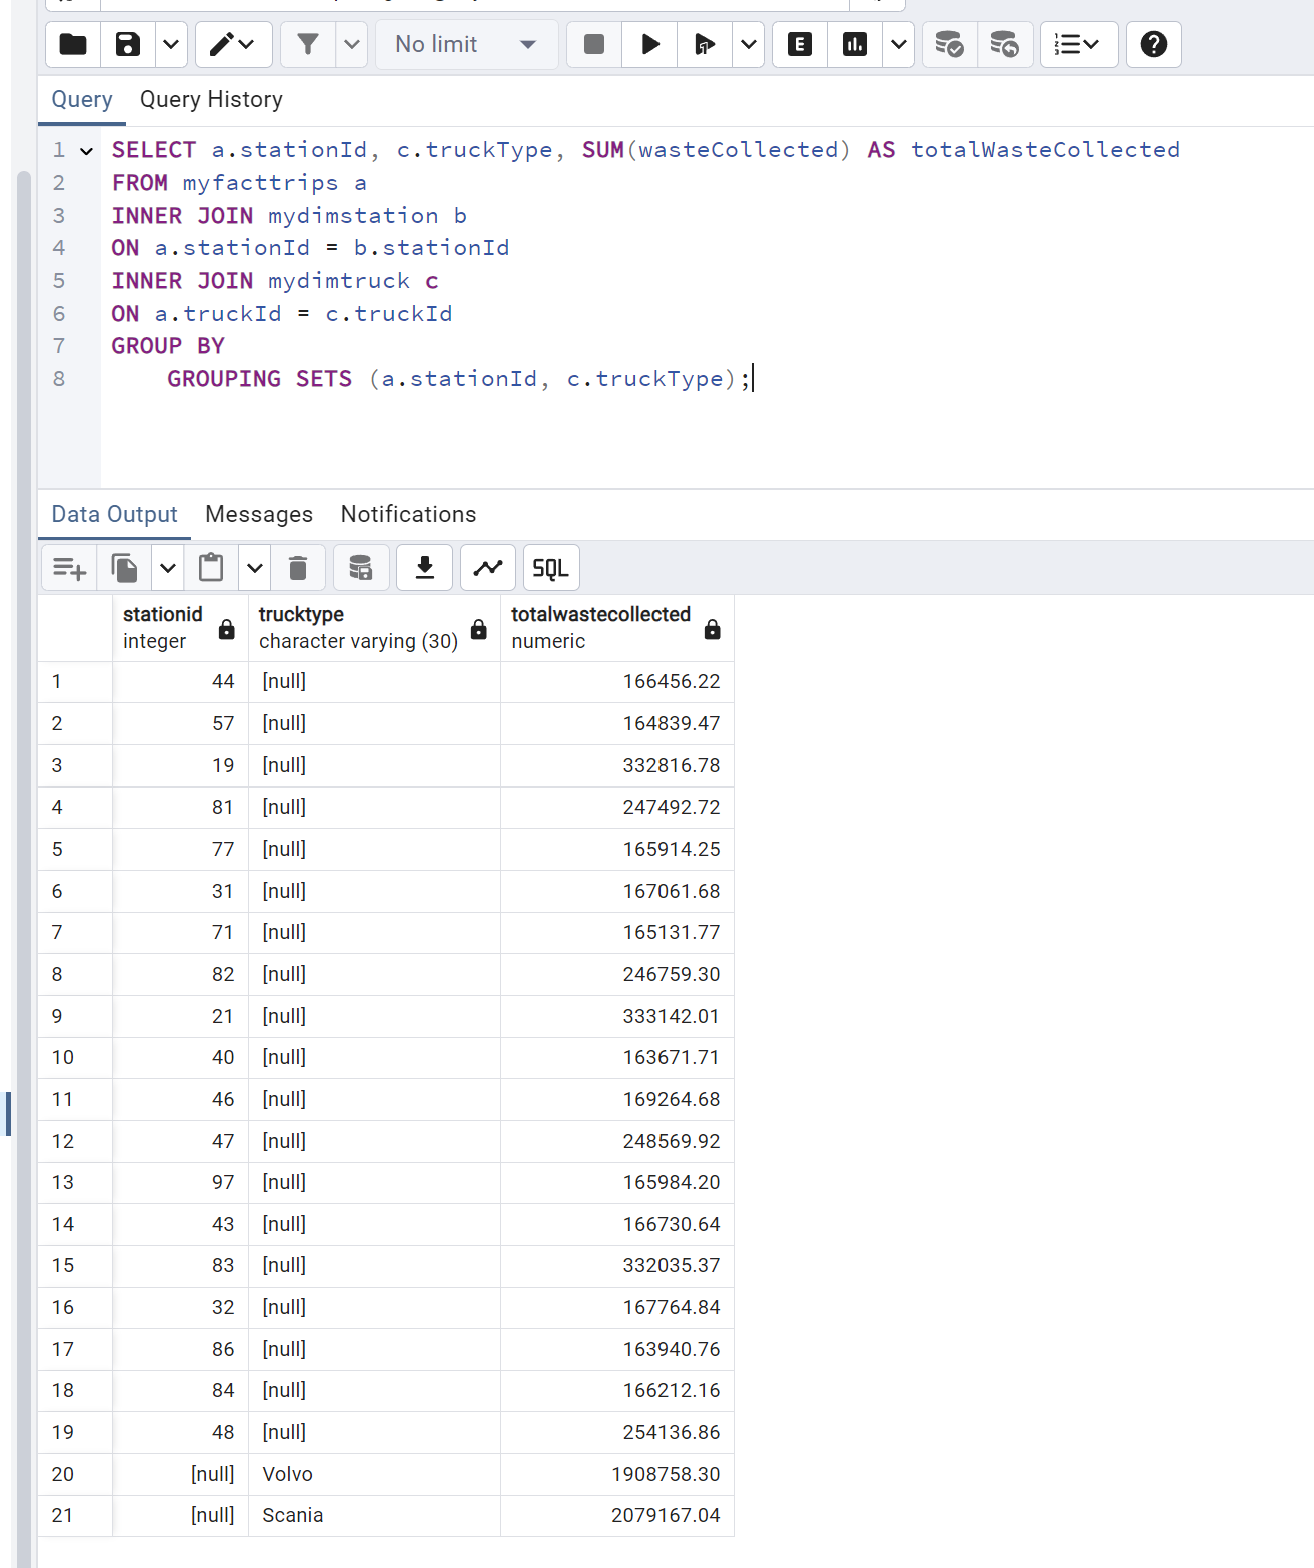 No limit
E
Query Query History
1 SELECT a.stationId, c.truckType, SUM(wasteCollected) AS totalWasteCollected
2 FROM myfacttrips a
3 INNER JOIN mydimstation b
4 ON a.stationId = b.stationId
5 INNER JOIN mydimtruck c
6 ON a.truckId = c.truckId
7 GROUP BY
8 GROUPING SETS (a.stationId, c.truckType);
Data Output Messages Notifications
SQL
stationid trucktype totalwastecollected
integer character varying (30) numeric
1 44 [null] 166456.22
2 57 [null] 164839.47
3 19 [null] 332816.78
4 81 [null] 247492.72
5 77 [null] 165914.25
6 31 [null] 167061.68
7 71 [null] 165131.77
8 82 [null] 246759.30
9 21 [null] 333142.01
10 40 [null] 163671.71
11 46 [null] 169264.68
12 47 [null] 248569.92
13 97 [null] 165984.20
14 43 [null] 166730.64
15 83 [null] 332035.37
16 32 [null] 167764.84
17 86 [null] 163940.76
18 84 [null] 166212.16
19 48 [null] 254136.86
20 [null] Volvo 1908758.30
21 [null] Scania 2079167.04